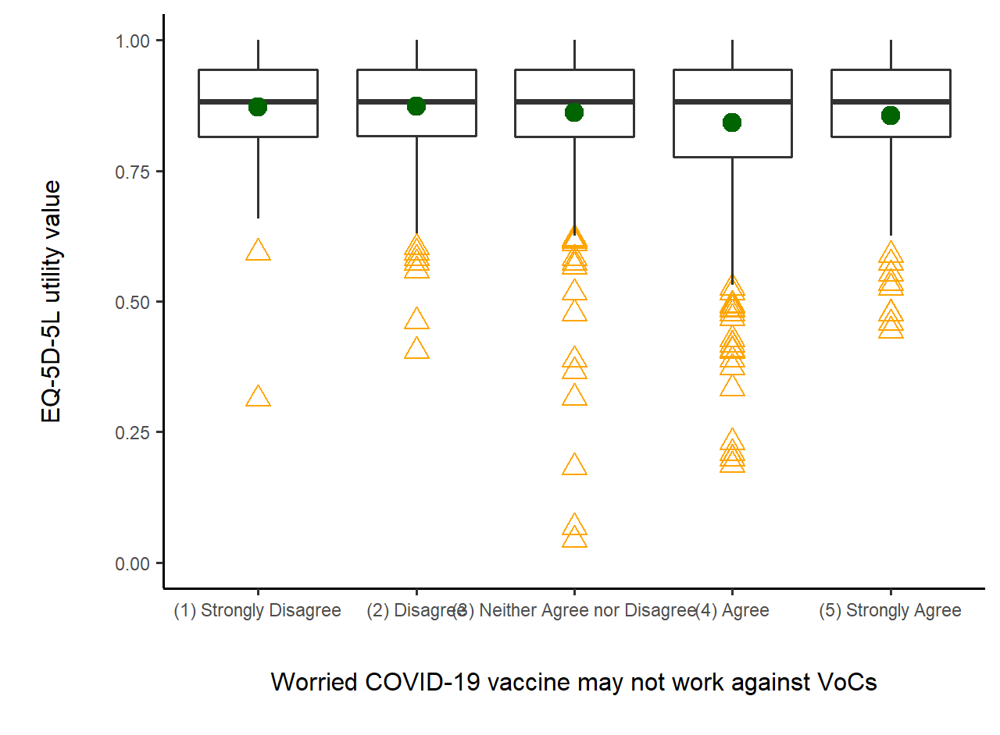 1.00
0.75
0.50
0.25
0.00
EQ-5D-5L utility value
(1) Strongly Disagree
(2) Disagree
(3) Neither Agree nor Disagree
(4) Agree
(5) Strongly Agree
Worried COVID-19 vaccine may not work against VoCs